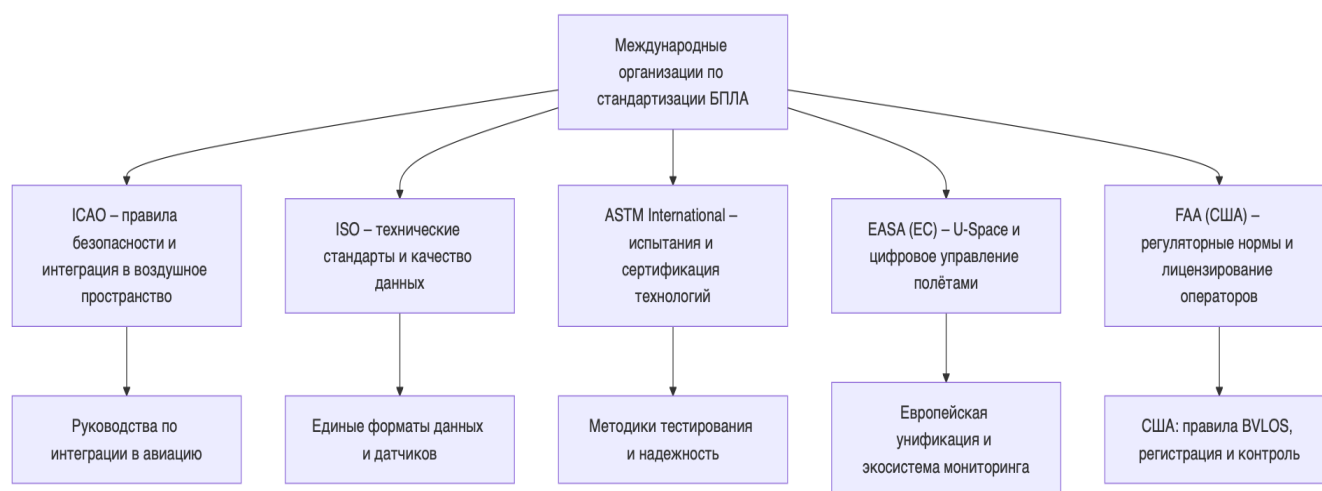 Международные
организации по
стандартизации БПЛА
ICAO – правила
безопасности и
интеграция в воздушное
пространство
ISO – технические
стандарты и качество
данных
ASTM International –
испытания и
сертификация
технологий
EASA (ЕС) – U-Space и
цифровое управление
полётами
FAA (США) –
регуляторные нормы и
лицензирование
операторов
Руководства по
интеграции в авиацию
Единые форматы данных
и датчиков
Методики тестирования
и надежность
Европейская
унификация и
экосистема мониторинга
США: правила BVLOS,
регистрация и контроль